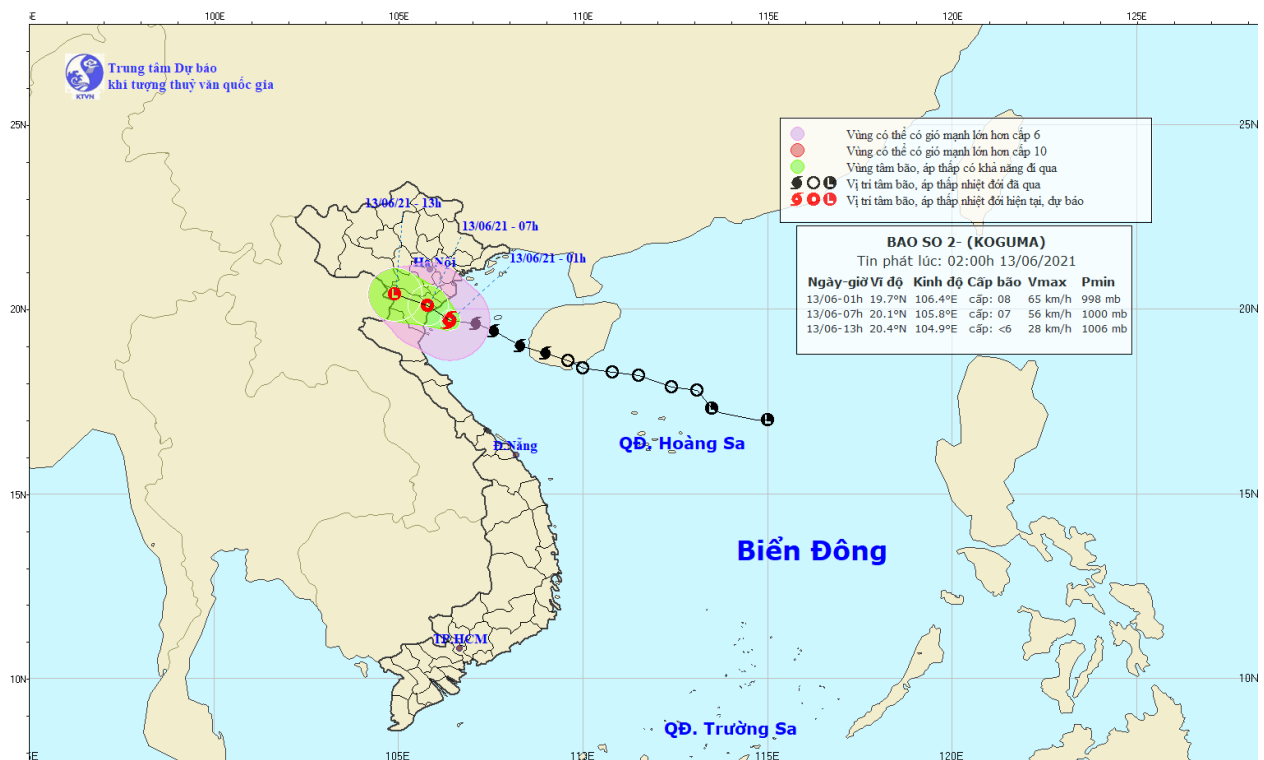 E
100E
105E
110E
115E
120E
125E
Trung tâm Dự báo
khí tượng thuỷ văn quốc gia
KTVN
25N
25N
Vùng có thể có gió mạnh lớn hơn cấp 6
Vùng có thể có gió mạnh lớn hơn cấp 10
Vùng tâm bão, áp thấp có khả năng đi qua
L
Vị trí tâm bão, áp thấp nhiệt đới đã qua
L
Vị trí tâm bão, áp thấp nhiệt đới hiện tại, dự báo
13/06/21 - 13h
13/06/21 - 07h
13/06/21 - 01h
Hà Nội
BAO SO 2- (KOGUMA)
Tin phát lúc: 02:00h 13/06/2021
Ngày-giờ Vĩ độ Kinh độ Cấp bão Vmax Pmin
13/06-01h 19.7°N 106.4°E cấp: 08 65 km/h 998 mb
13/06-07h 20.1°N 105.8°E cấp: 07 56 km/h 1000 mb
13/06-13h 20.4°N 104.9°E cấp: <6 28 km/h 1006 mb
20N
20N
L
L
L
QĐ. Hoàng Sa
Đ.Nẵng
15N
15N
Biển Đông
TP.HCM
10N
10N
QĐ. Trường Sa
E
105E
113E
115E
120E
125E